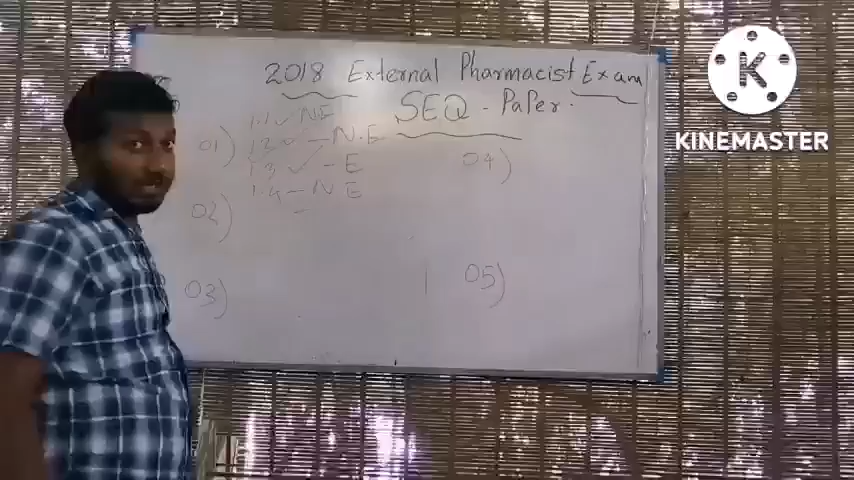 2018 External Pharmacist Exam
SEQ - Paper.
01) 1.1 ✓ NE
1.2 ✓ - N.E
1.3 ✓ - E
1.4 - NE
02)
03)
04)
05)
K
KINEMASTER